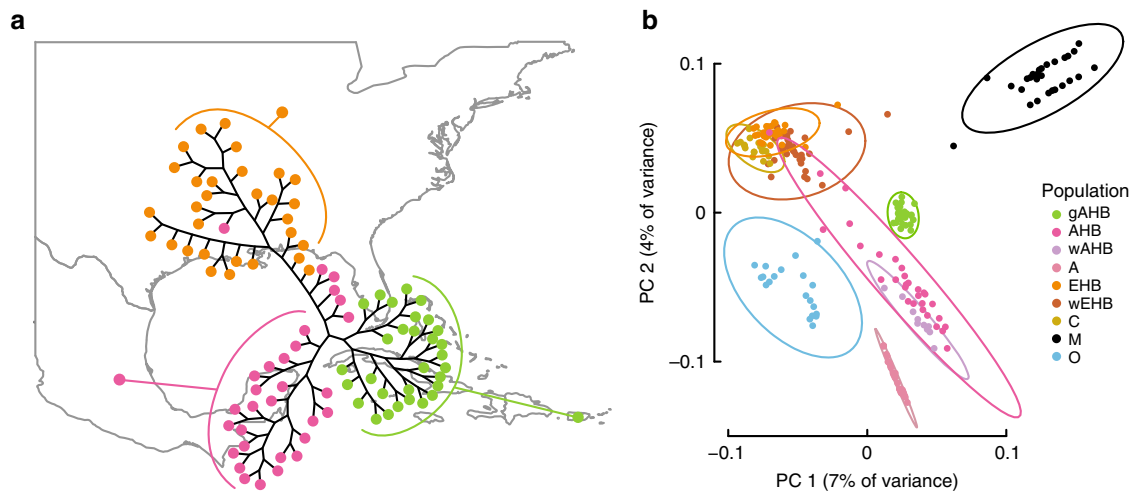 a
b
0.1
0
−0.1
PC 2 (4% of variance)
−0.1
0
0.1
PC 1 (7% of variance)
Population
gAHB
AHB
wAHB
A
EHB
wEHB
C
M
O